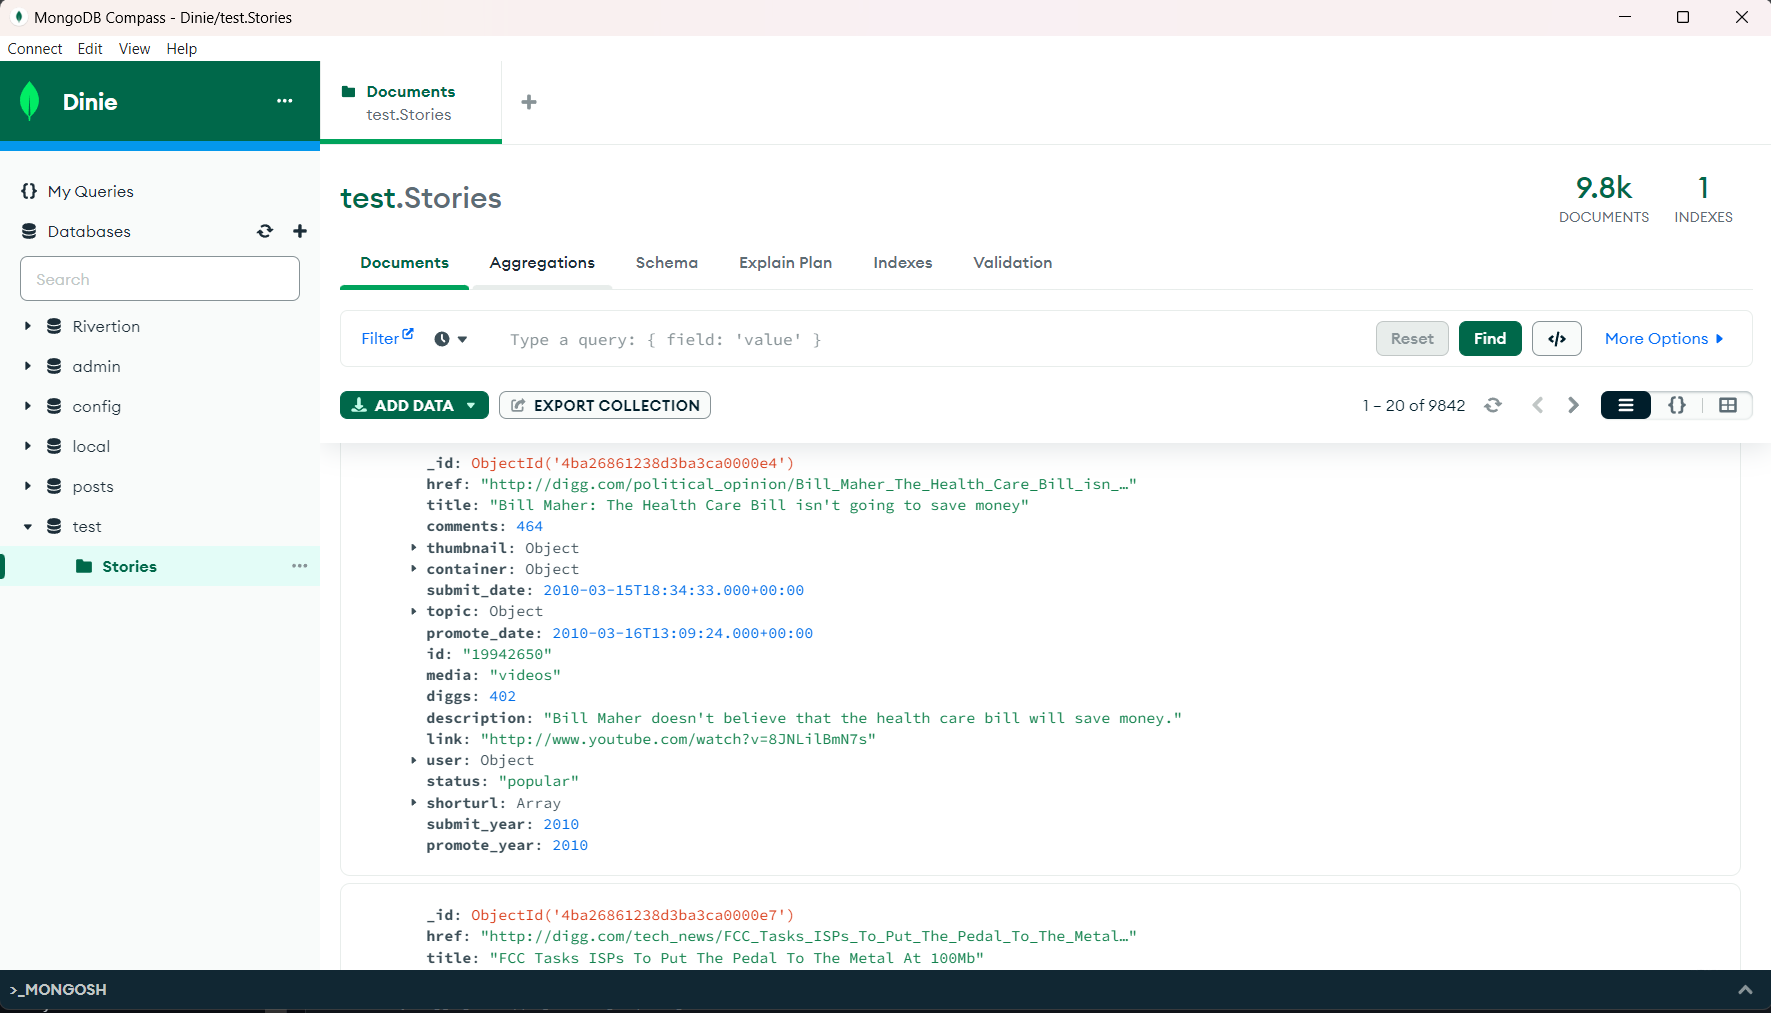 MongoDB Compass - Dinie/test.Stories
Connect Edit View Help
Dinie
Documents
test.Stories
My Queries
Databases
Search
Rivertion
admin
config
local
posts
test
Stories
test.Stories
9.8k
DOCUMENTS
1
INDEXES
Documents Aggregations Schema Explain Plan Indexes Validation
Filter Type a query: { field: 'value' } Reset Find </> More Options
ADD DATA EXPORT COLLECTION 1 – 20 of 9842 {}
_id: ObjectId('4ba26861238d3ba3ca0000e4')
href: "http://digg.com/political_opinion/Bill_Maher_The_Health_Care_Bill_isn_…"
title: "Bill Maher: The Health Care Bill isn't going to save money"
comments: 464
thumbnail: Object
container: Object
submit_date: 2010-03-15T18:34:33.000+00:00
topic: Object
promote_date: 2010-03-16T13:09:24.000+00:00
id: "19942650"
media: "videos"
diggs: 402
description: "Bill Maher doesn't believe that the health care bill will save money."
link: "http://www.youtube.com/watch?v=8JNLilBmN7s"
user: Object
status: "popular"
shorturl: Array
submit_year: 2010
promote_year: 2010
_id: ObjectId('4ba26861238d3ba3ca0000e7')
href: "http://digg.com/tech_news/FCC_Tasks_ISPs_To_Put_The_Pedal_To_The_Metal…"
title: "FCC Tasks ISPs To Put The Pedal To The Metal At 100Mb"
>_MONGOSH